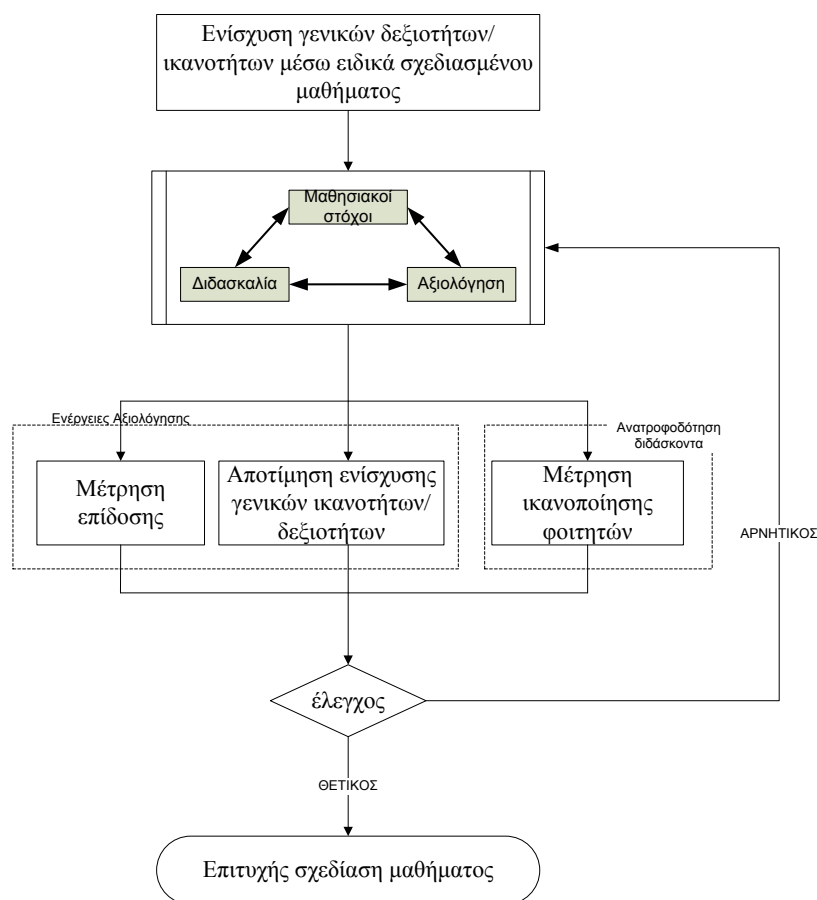 Ενίσχυση γενικών δεξιοτήτων/
ικανοτήτων μέσω ειδικά σχεδιασμένου
μαθήματος
Μαθησιακοί
στόχοι
Διδασκαλία
Αξιολόγηση
Ενέργειες Αξιολόγησης
Ανατροφοδότηση
διδάσκοντα
Μέτρηση
επίδοσης
Αποτίμηση ενίσχυσης
γενικών ικανοτήτων/
δεξιοτήτων
Μέτρηση
ικανοποίησης
φοιτητών
ΑΡΝΗΤΙΚΟΣ
έλεγχος
ΘΕΤΙΚΟΣ
Επιτυχής σχεδίαση μαθήματος